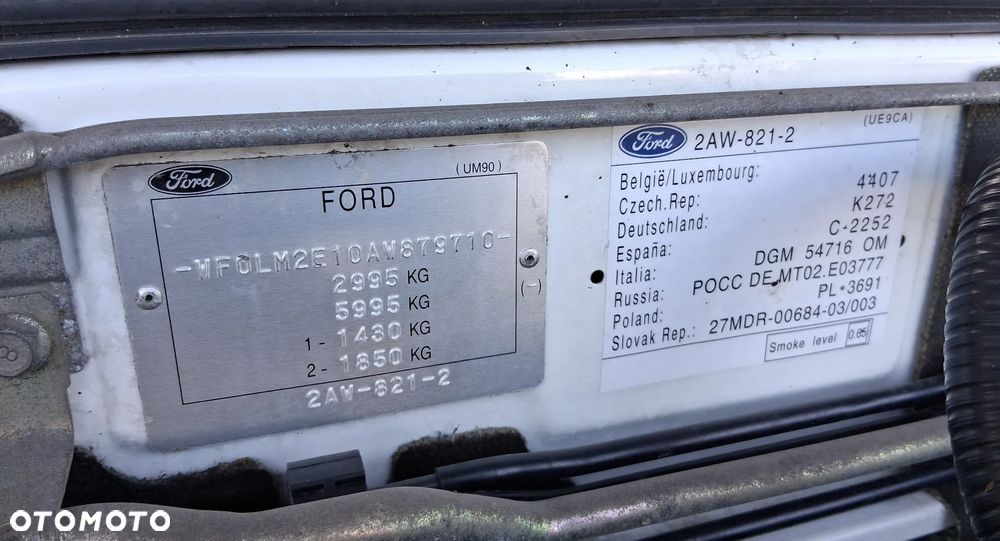 Ford
(UM90)
FORD
-WF0LM2E10AW879710-
2995 KG
5995 KG
1- 1430 KG
2- 1850 KG
(-)
2AW-821-2
Ford 2AW-821-2 (UE9CA)
België/Luxembourg: 4407
Czech.Rep: K272
Deutschland: C-2252
España: DGM 54716 OM
Italia:
Russia: POCC DE.MT02.E03777
Poland: PL*3691
Slovak Rep.: 27MDR-00684-03/003
Smoke level 0.65
8
OTOMOTO